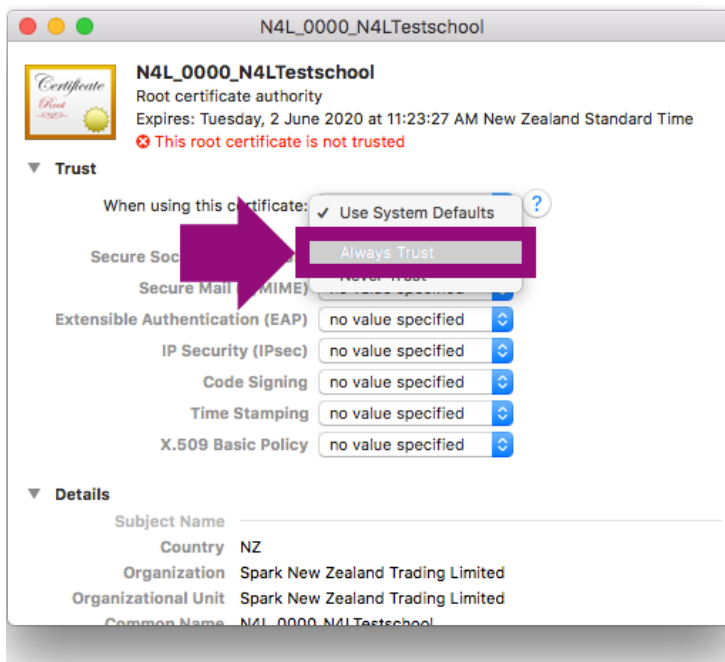 N4L_0000_N4LTestschool
Certificate
Root
N4L_0000_N4LTestschool
Root certificate authority
Expires: Tuesday, 2 June 2020 at 11:23:27 AM New Zealand Standard Time
This root certificate is not trusted
Trust
When using this certificate: ✓ Use System Defaults ?
Always Trust
Secure Soc
Never Trust
Secure Mail MIME) no value specified
Extensible Authentication (EAP) no value specified
IP Security (IPsec) no value specified
Code Signing no value specified
Time Stamping no value specified
X.509 Basic Policy no value specified
Details
Subject Name
Country NZ
Organization Spark New Zealand Trading Limited
Organizational Unit Spark New Zealand Trading Limited
Common Name N4L_0000_N4LTestschool